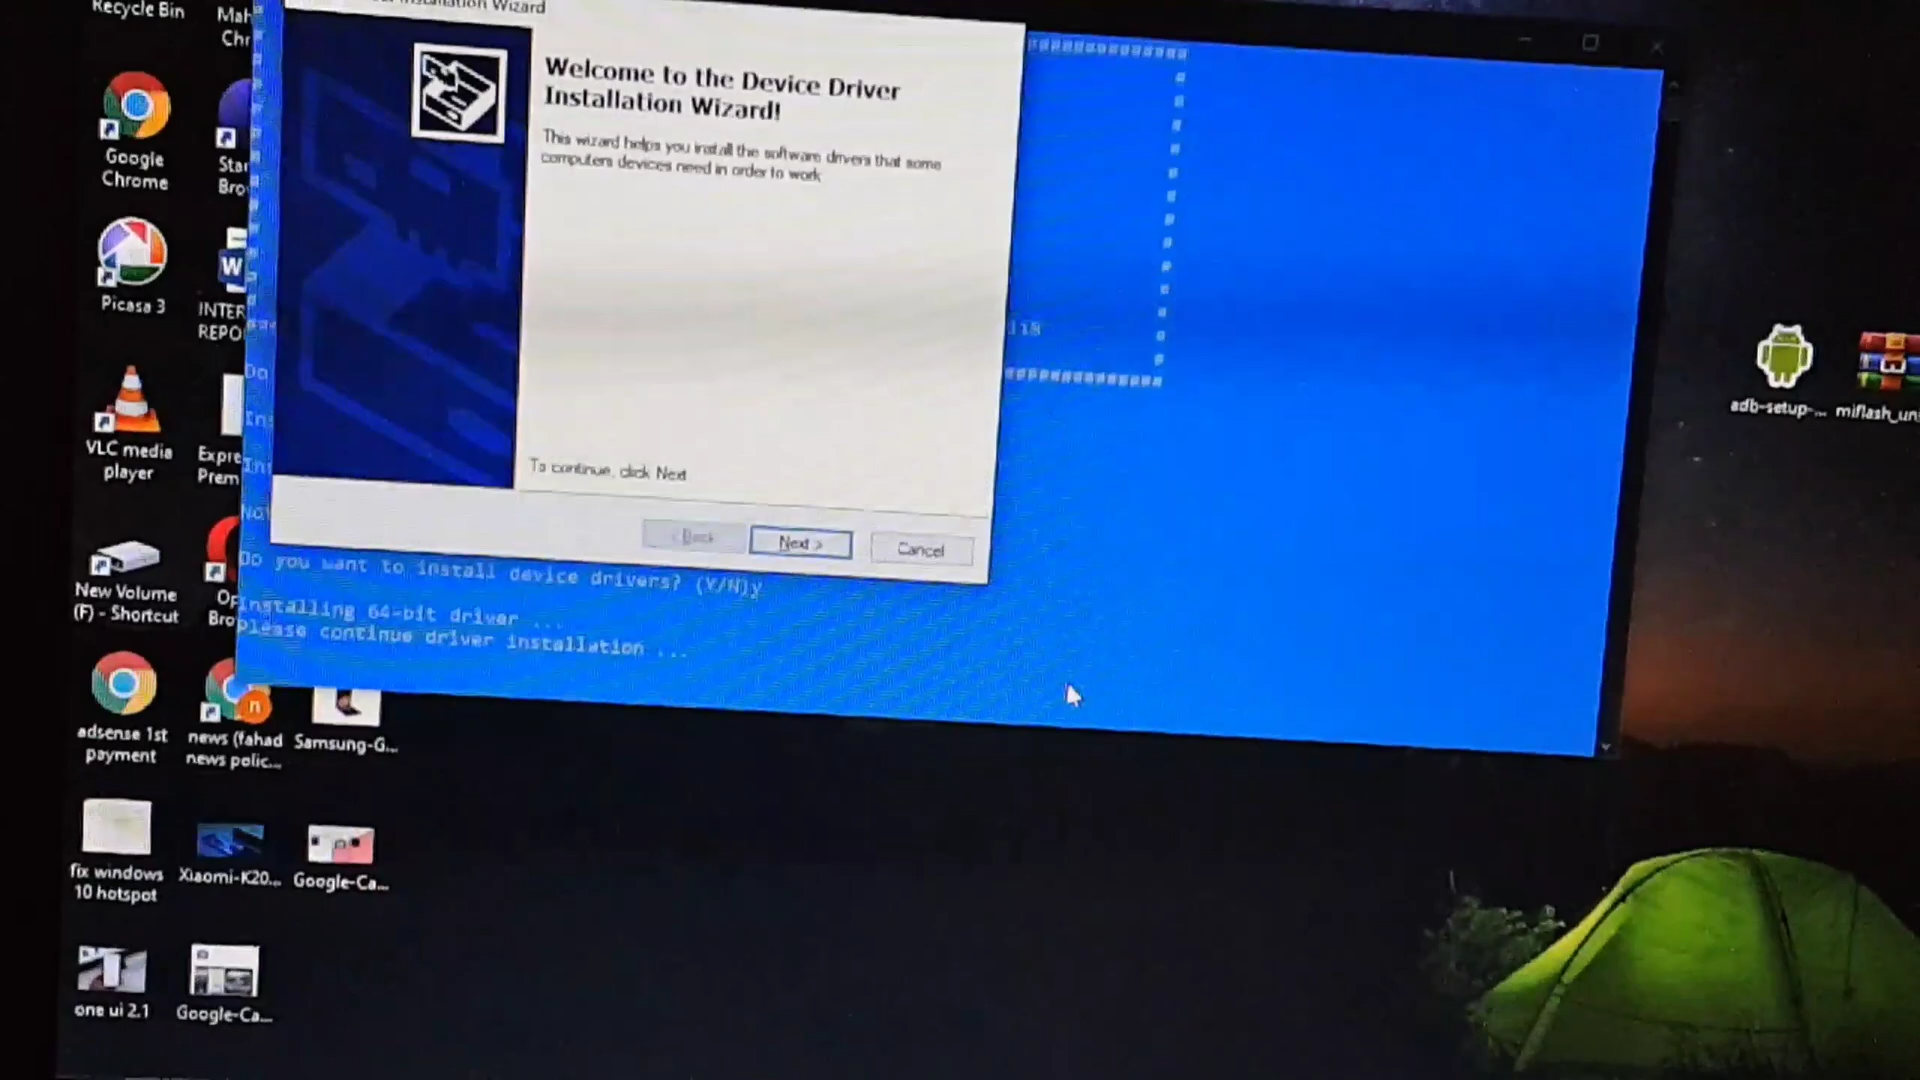 Recycle Bin
Chr
Installation Wizard
Welcome to the Device Driver
Installation Wizard!
This wizard helps you install the software drivers that some
computers devices need in order to work
To continue, click Next
< Back
Next >
Cancel
Do
Do you want to install device drivers? (Y/N)y
Installing 64-bit driver ...
Please continue driver installation ...
Google
Chrome
Star
Bro
Picasa 3
W
INTER
REPO
VLC media
player
Expre
Prem
New Volume
(F) - Shortcut
Op
Bro
adsense 1st
payment
n
news (fahad
news polic...
Samsung-G...
fix windows
10 hotspot
Xiaomi-K20...
Google-Ca...
one ui 2.1
Google-Ca...
adb-setup-...
miflash_un